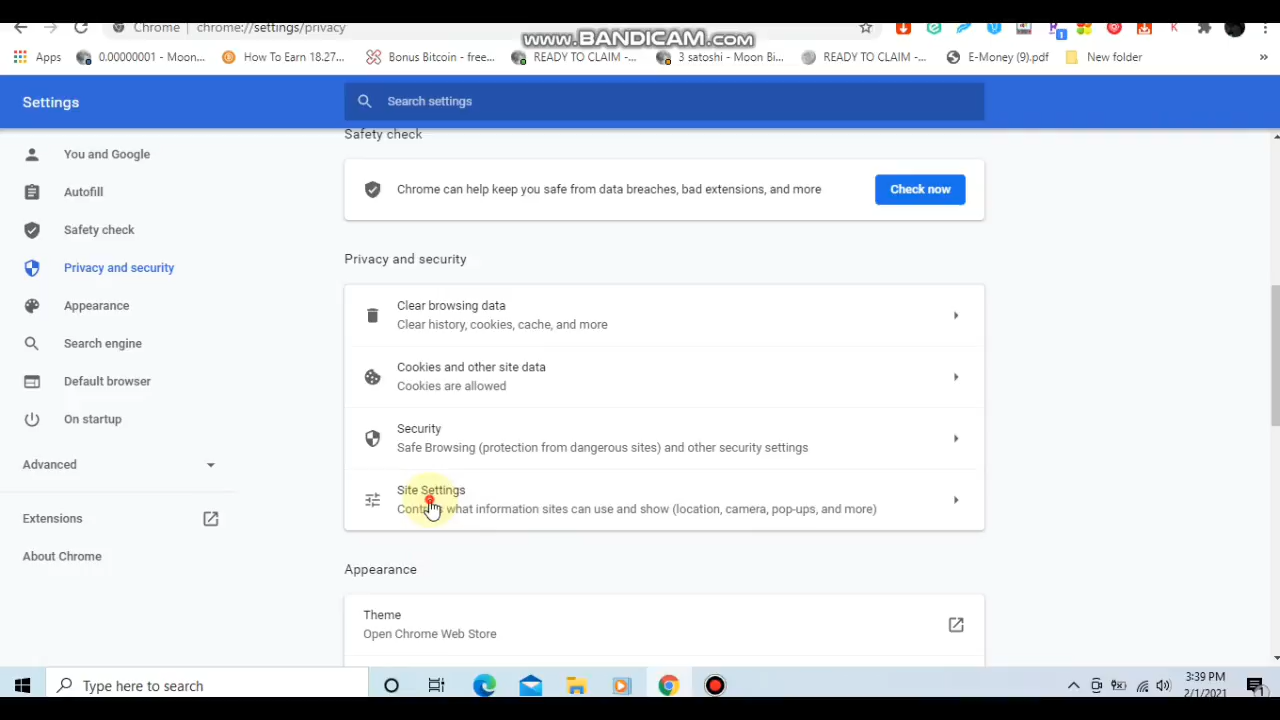 Chrome chrome://settings/privacy
www.BANDICAM.com
Apps 0.00000001 - Moon... How To Earn 18.27... Bonus Bitcoin - free... READY TO CLAIM -... 3 satoshi - Moon Bi... READY TO CLAIM -... E-Money (9).pdf New folder »
Settings
Search settings
Safety check
You and Google
Chrome can help keep you safe from data breaches, bad extensions, and more
Check now
Autofill
Safety check
Privacy and security
Privacy and security
Appearance
Search engine
Default browser
On startup
Advanced
Extensions
About Chrome
Clear browsing data
Clear history, cookies, cache, and more
Cookies and other site data
Cookies are allowed
Security
Safe Browsing (protection from dangerous sites) and other security settings
Site Settings
what information sites can use and show (location, camera, pop-ups, and more)
Appearance
Theme
Open Chrome Web Store
Type here to search
3:39 PM
2/1/2021